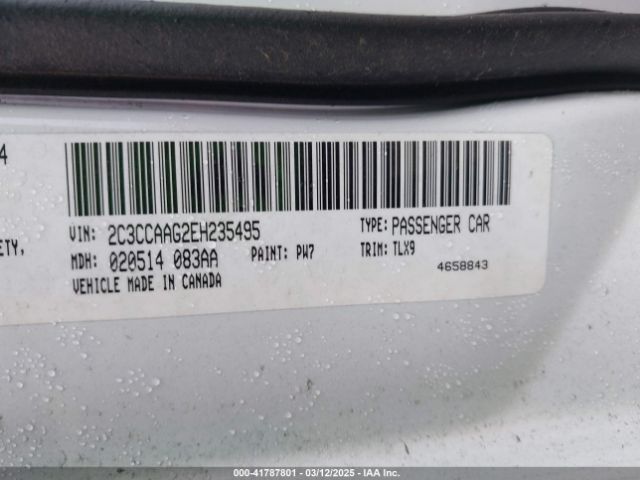 4
ETY,
VIN: 2C3CCAAG2EH235495
TYPE: PASSENGER CAR
MDH: 020514 083AA
PAINT: PW7
TRIM: TLX9
VEHICLE MADE IN CANADA
4658843
000-41787801 - 03/12/2025 - IAA Inc.